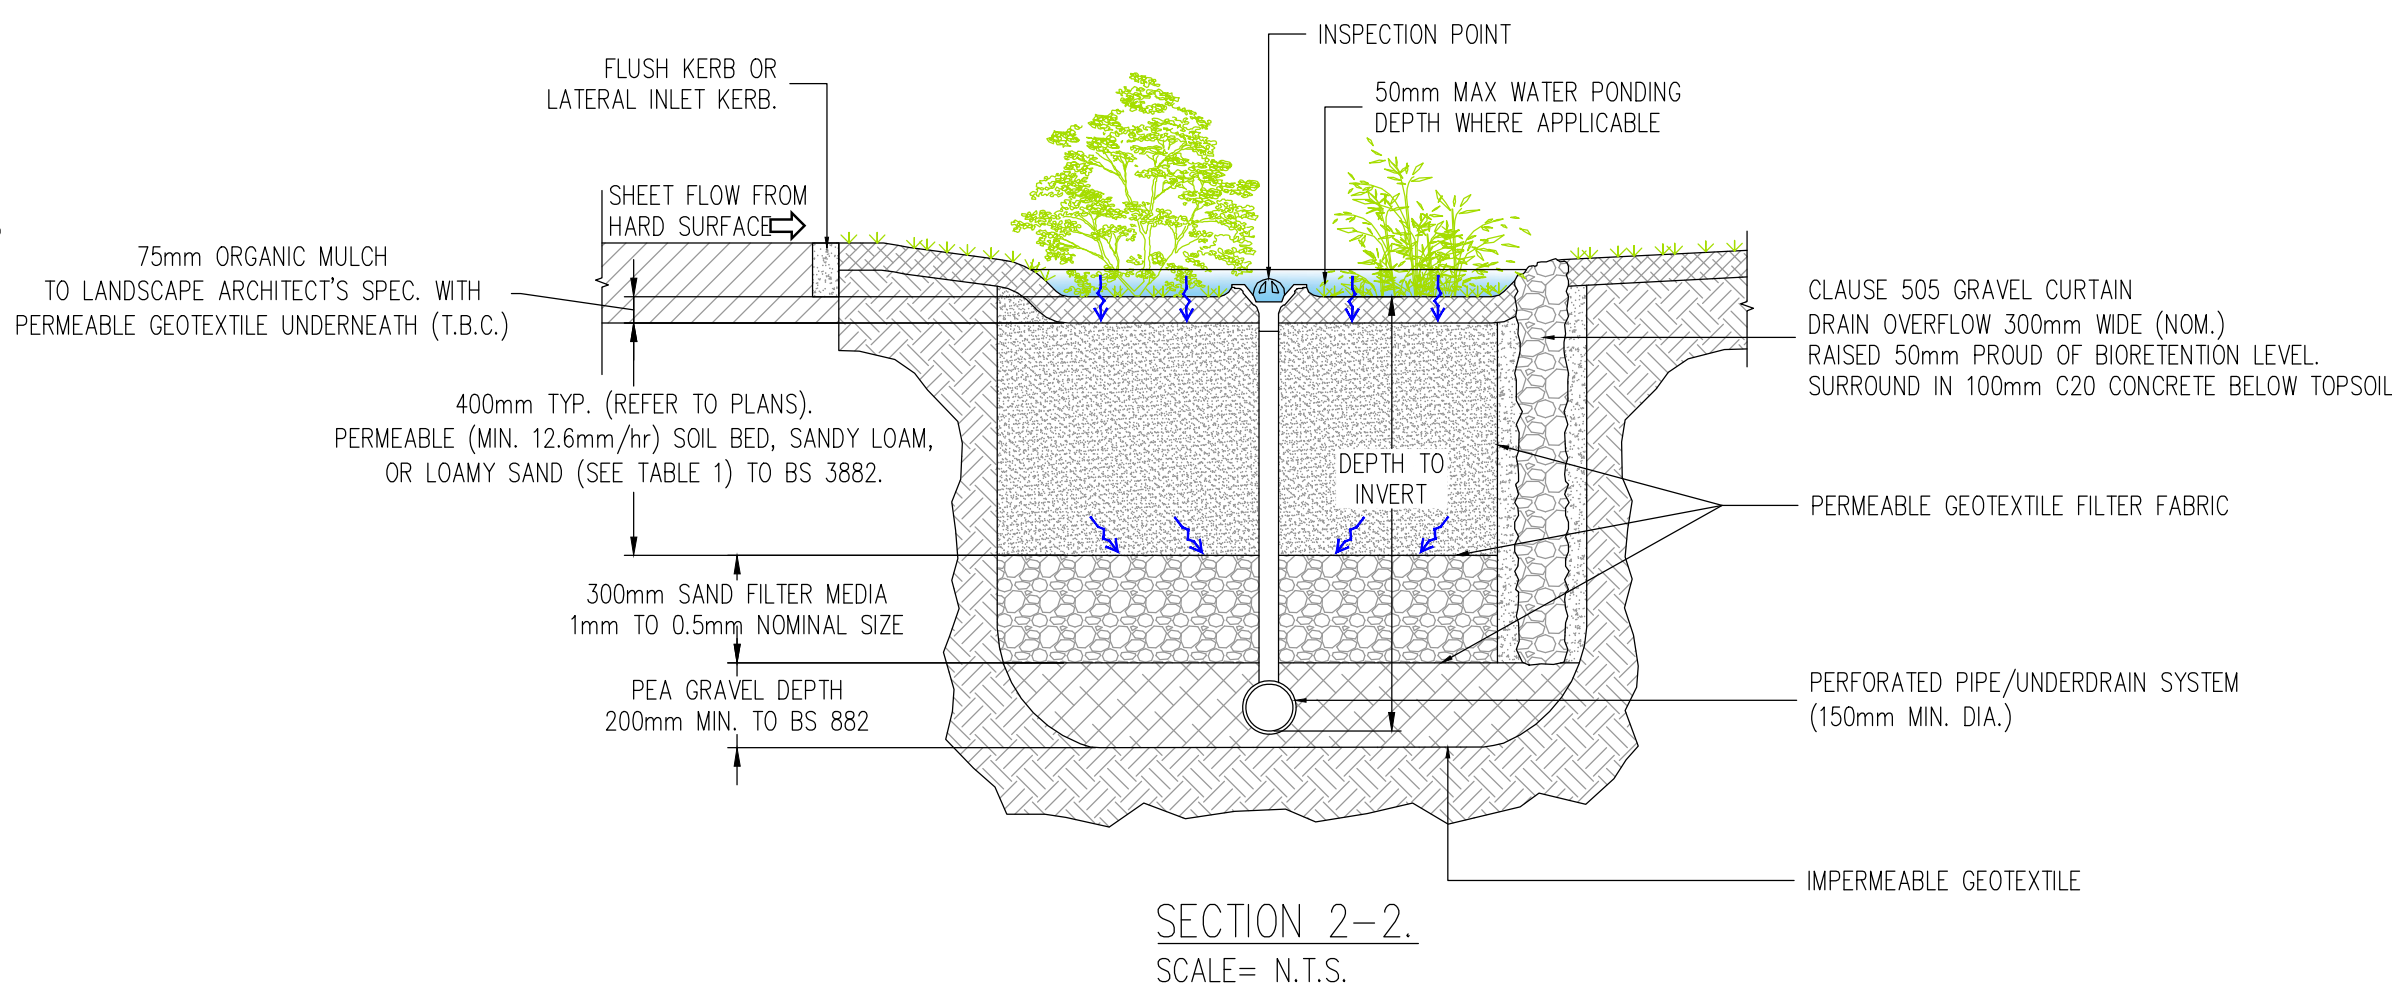 INSPECTION POINT
FLUSH KERB OR
LATERAL INLET KERB.
50mm MAX WATER PONDING
DEPTH WHERE APPLICABLE
SHEET FLOW FROM
HARD SURFACE
75mm ORGANIC MULCH
TO LANDSCAPE ARCHITECT'S SPEC. WITH
PERMEABLE GEOTEXTILE UNDERNEATH (T.B.C.)
CLAUSE 505 GRAVEL CURTAIN
DRAIN OVERFLOW 300mm WIDE (NOM.)
RAISED 50mm PROUD OF BIORETENTION LEVEL.
SURROUND IN 100mm C20 CONCRETE BELOW TOPSOIL
400mm TYP. (REFER TO PLANS).
PERMEABLE (MIN. 12.6mm/hr) SOIL BED, SANDY LOAM,
OR LOAMY SAND (SEE TABLE 1) TO BS 3882.
DEPTH TO
INVERT
PERMEABLE GEOTEXTILE FILTER FABRIC
300mm SAND FILTER MEDIA
1mm TO 0.5mm NOMINAL SIZE
PEA GRAVEL DEPTH
200mm MIN. TO BS 882
PERFORATED PIPE/UNDERDRAIN SYSTEM
(150mm MIN. DIA.)
IMPERMEABLE GEOTEXTILE
SECTION 2-2.
SCALE= N.T.S.